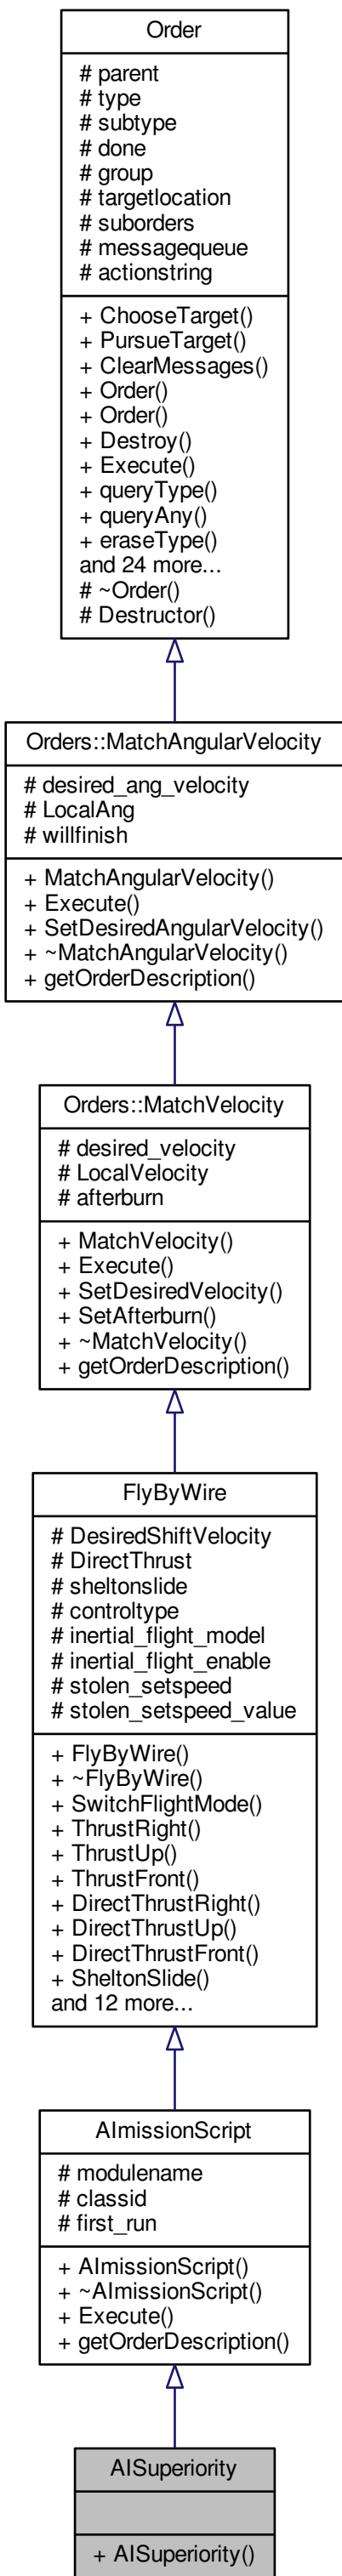 Order
# parent
# type
# subtype
# done
# group
# targetlocation
# suborders
# messagequeue
# actionstring
+ ChooseTarget()
+ PursueTarget()
+ ClearMessages()
+ Order()
+ Order()
+ Destroy()
+ Execute()
+ queryType()
+ queryAny()
+ eraseType()
and 24 more...
# ~Order()
# Destructor()
Orders::MatchAngularVelocity
# desired_ang_velocity
# LocalAng
# willfinish
+ MatchAngularVelocity()
+ Execute()
+ SetDesiredAngularVelocity()
+ ~MatchAngularVelocity()
+ getOrderDescription()
Orders::MatchVelocity
# desired_velocity
# LocalVelocity
# afterburn
+ MatchVelocity()
+ Execute()
+ SetDesiredVelocity()
+ SetAfterburn()
+ ~MatchVelocity()
+ getOrderDescription()
FlyByWire
# DesiredShiftVelocity
# DirectThrust
# sheltonslide
# controltype
# inertial_flight_model
# inertial_flight_enable
# stolen_setspeed
# stolen_setspeed_value
+ FlyByWire()
+ ~FlyByWire()
+ SwitchFlightMode()
+ ThrustRight()
+ ThrustUp()
+ ThrustFront()
+ DirectThrustRight()
+ DirectThrustUp()
+ DirectThrustFront()
+ SheltonSlide()
and 12 more...
AImissionScript
# modulename
# classid
# first_run
+ AImissionScript()
+ ~AImissionScript()
+ Execute()
+ getOrderDescription()
AISuperiority
+ AISuperiority()